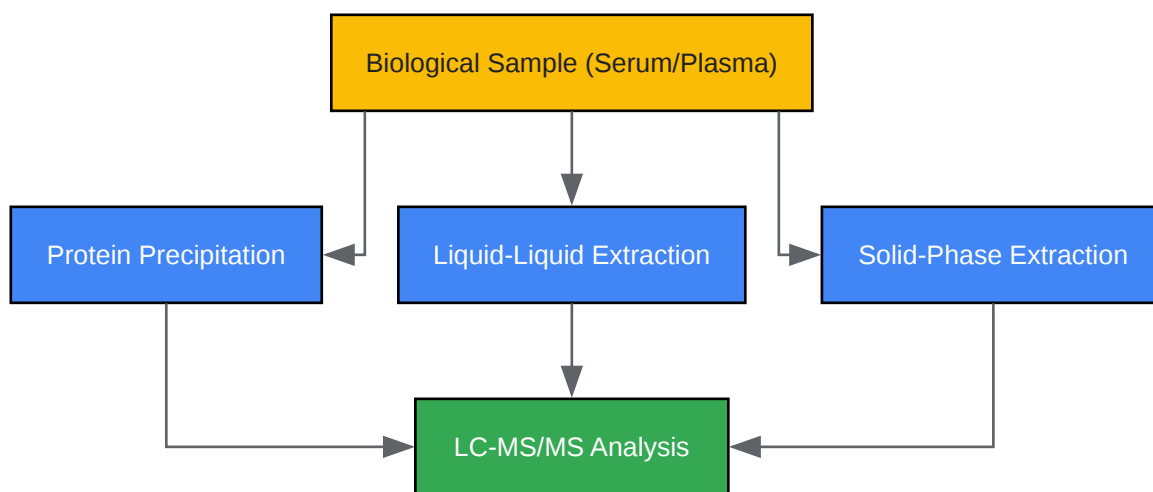 Biological Sample (Serum/Plasma)
Protein Precipitation
Liquid-Liquid Extraction
Solid-Phase Extraction
LC-MS/MS Analysis